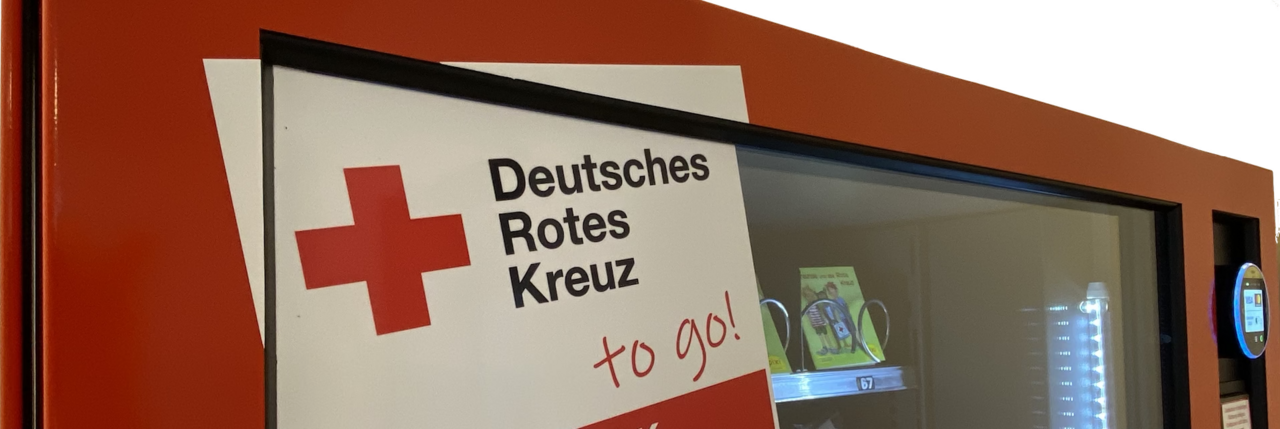 Deutsches
Rotes
Kreuz
to go!
67